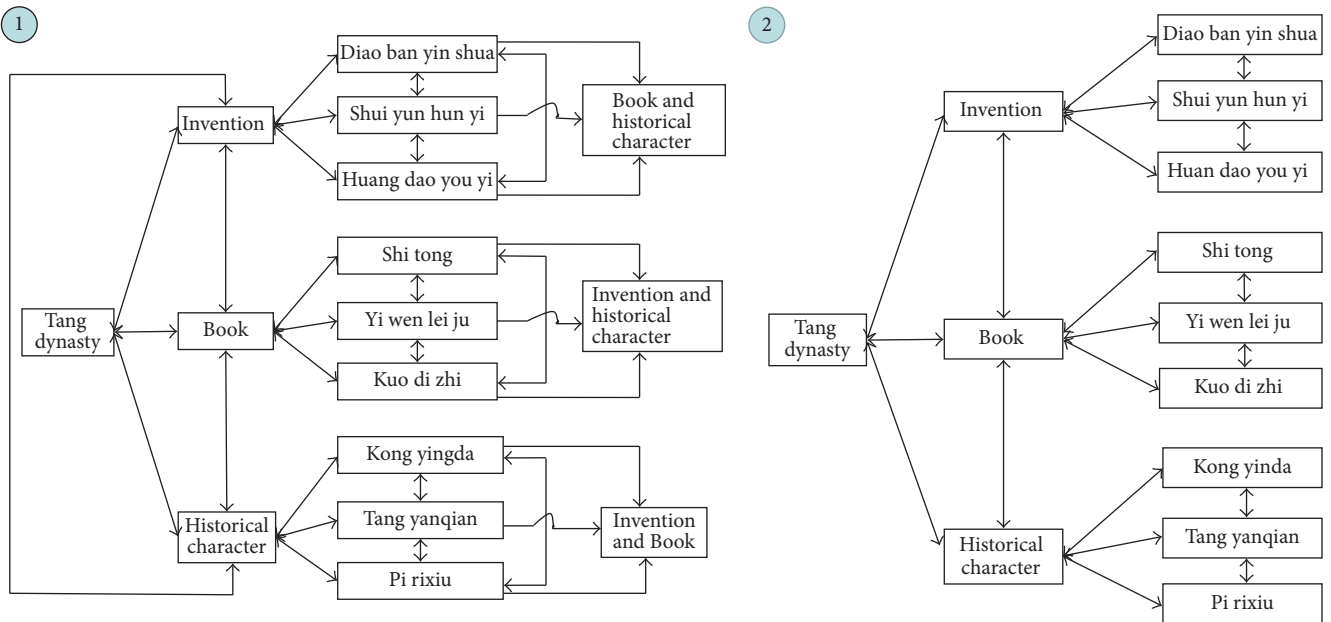 1
Diao ban yin shua
Shui yun hun yi
Huang dao you yi
Invention
Book and
historical
character
Shi tong
Yi wen lei ju
Kuo di zhi
Tang
dynasty
Book
Invention and
historical
character
Kong yingda
Tang yanqian
Pi rixiu
Historical
character
Invention
and Book
2
Diao ban yin shua
Shui yun hun yi
Huan dao you yi
Invention
Shi tong
Yi wen lei ju
Kuo di zhi
Tang
dynasty
Book
Kong yinda
Tang yanqian
Pi rixiu
Historical
character